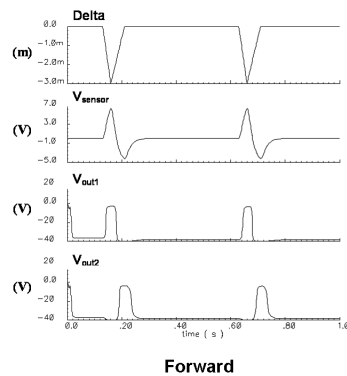 Delta
(m)
0.0
-1.0m
-2.0m
-3.0m
Vsensor
(V)
7.0
3.0
-1.0
-5.0
Vout1
(V)
20
0.0
-20
-40
Vout2
(V)
20
0.0
-20
-40
0.0 .20 .40 .60 .80 1.0
time ( s )
Forward